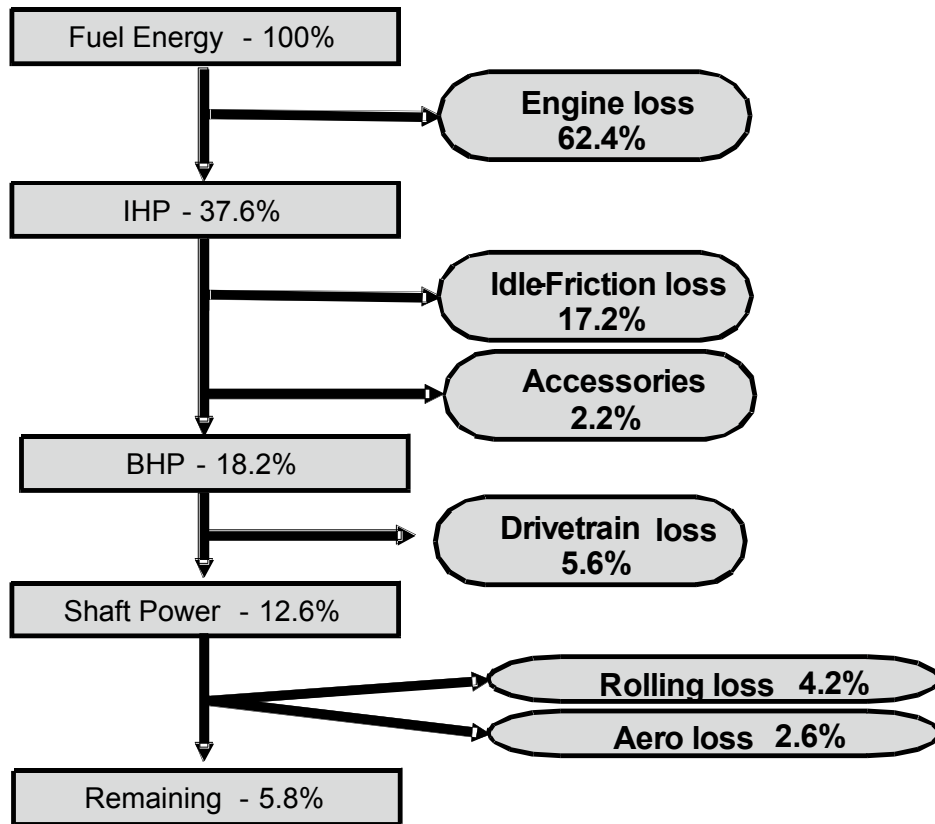 Fuel Energy - 100%
Engine loss
62.4%
IHP - 37.6%
Idle-Friction loss
17.2%
Accessories
2.2%
BHP - 18.2%
Drivetrain loss
5.6%
Shaft Power - 12.6%
Rolling loss 4.2%
Aero loss 2.6%
Remaining - 5.8%